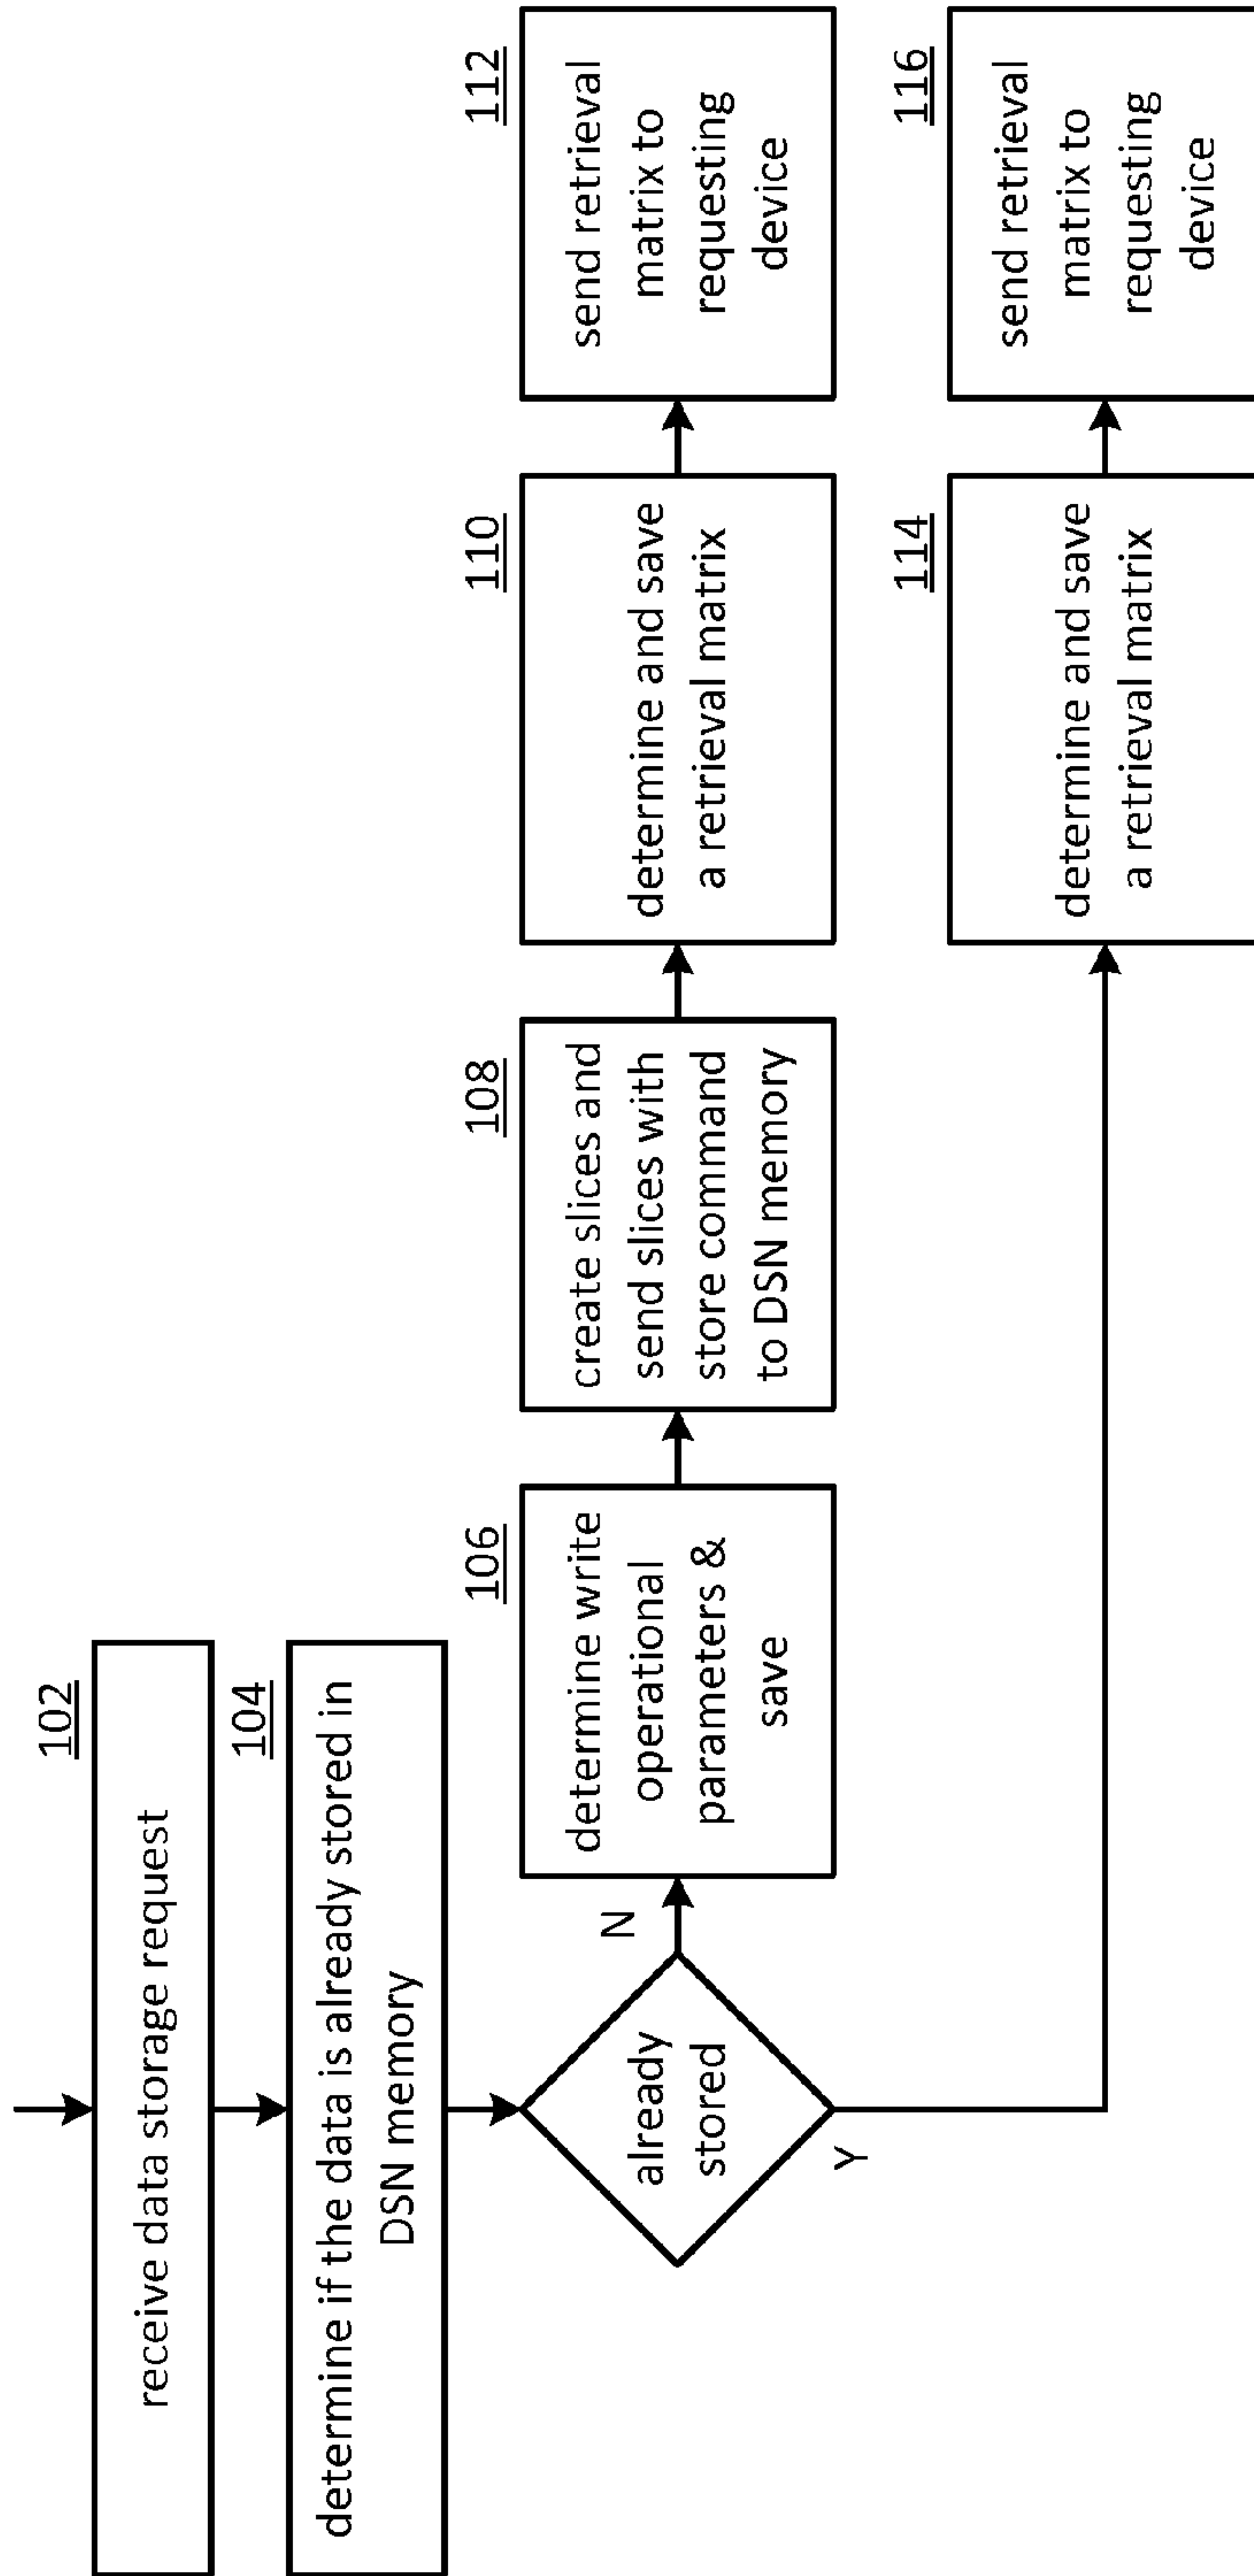 102
receive data storage request
104
determine if the data is already stored in
DSN memory
already
stored
N
Y
106
determine write
operational
parameters &
save
108
create slices and
send slices with
store command
to DSN memory
110
determine and save
a retrieval matrix
112
send retrieval
matrix to
requesting
device
114
determine and save
a retrieval matrix
116
send retrieval
matrix to
requesting
device